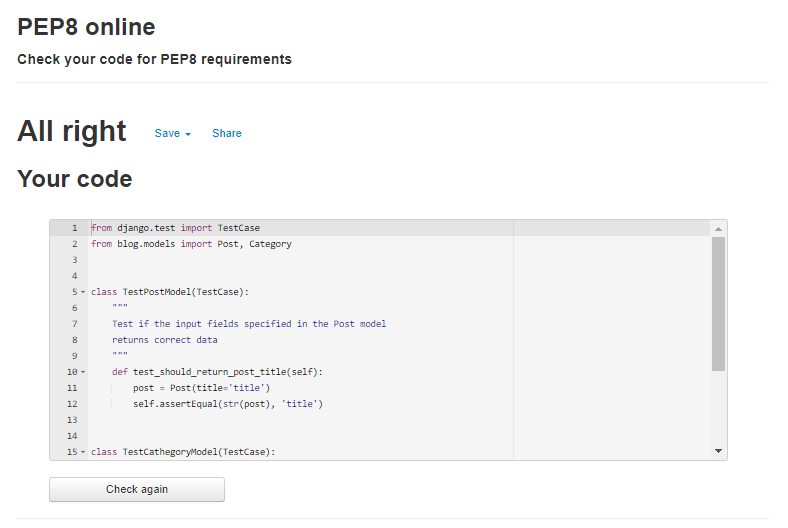 PEP8 online
Check your code for PEP8 requirements
All right Save Share
Your code
1 from django.test import TestCase
2 from blog.models import Post, Category
3
4
5 class TestPostModel(TestCase):
6 """
7 Test if the input fields specified in the Post model
8 returns correct data
9 """
10 def test_should_return_post_title(self):
11 post = Post(title='title')
12 self.assertEqual(str(post), 'title')
13
14
15 class TestCathegoryModel(TestCase):
Check again